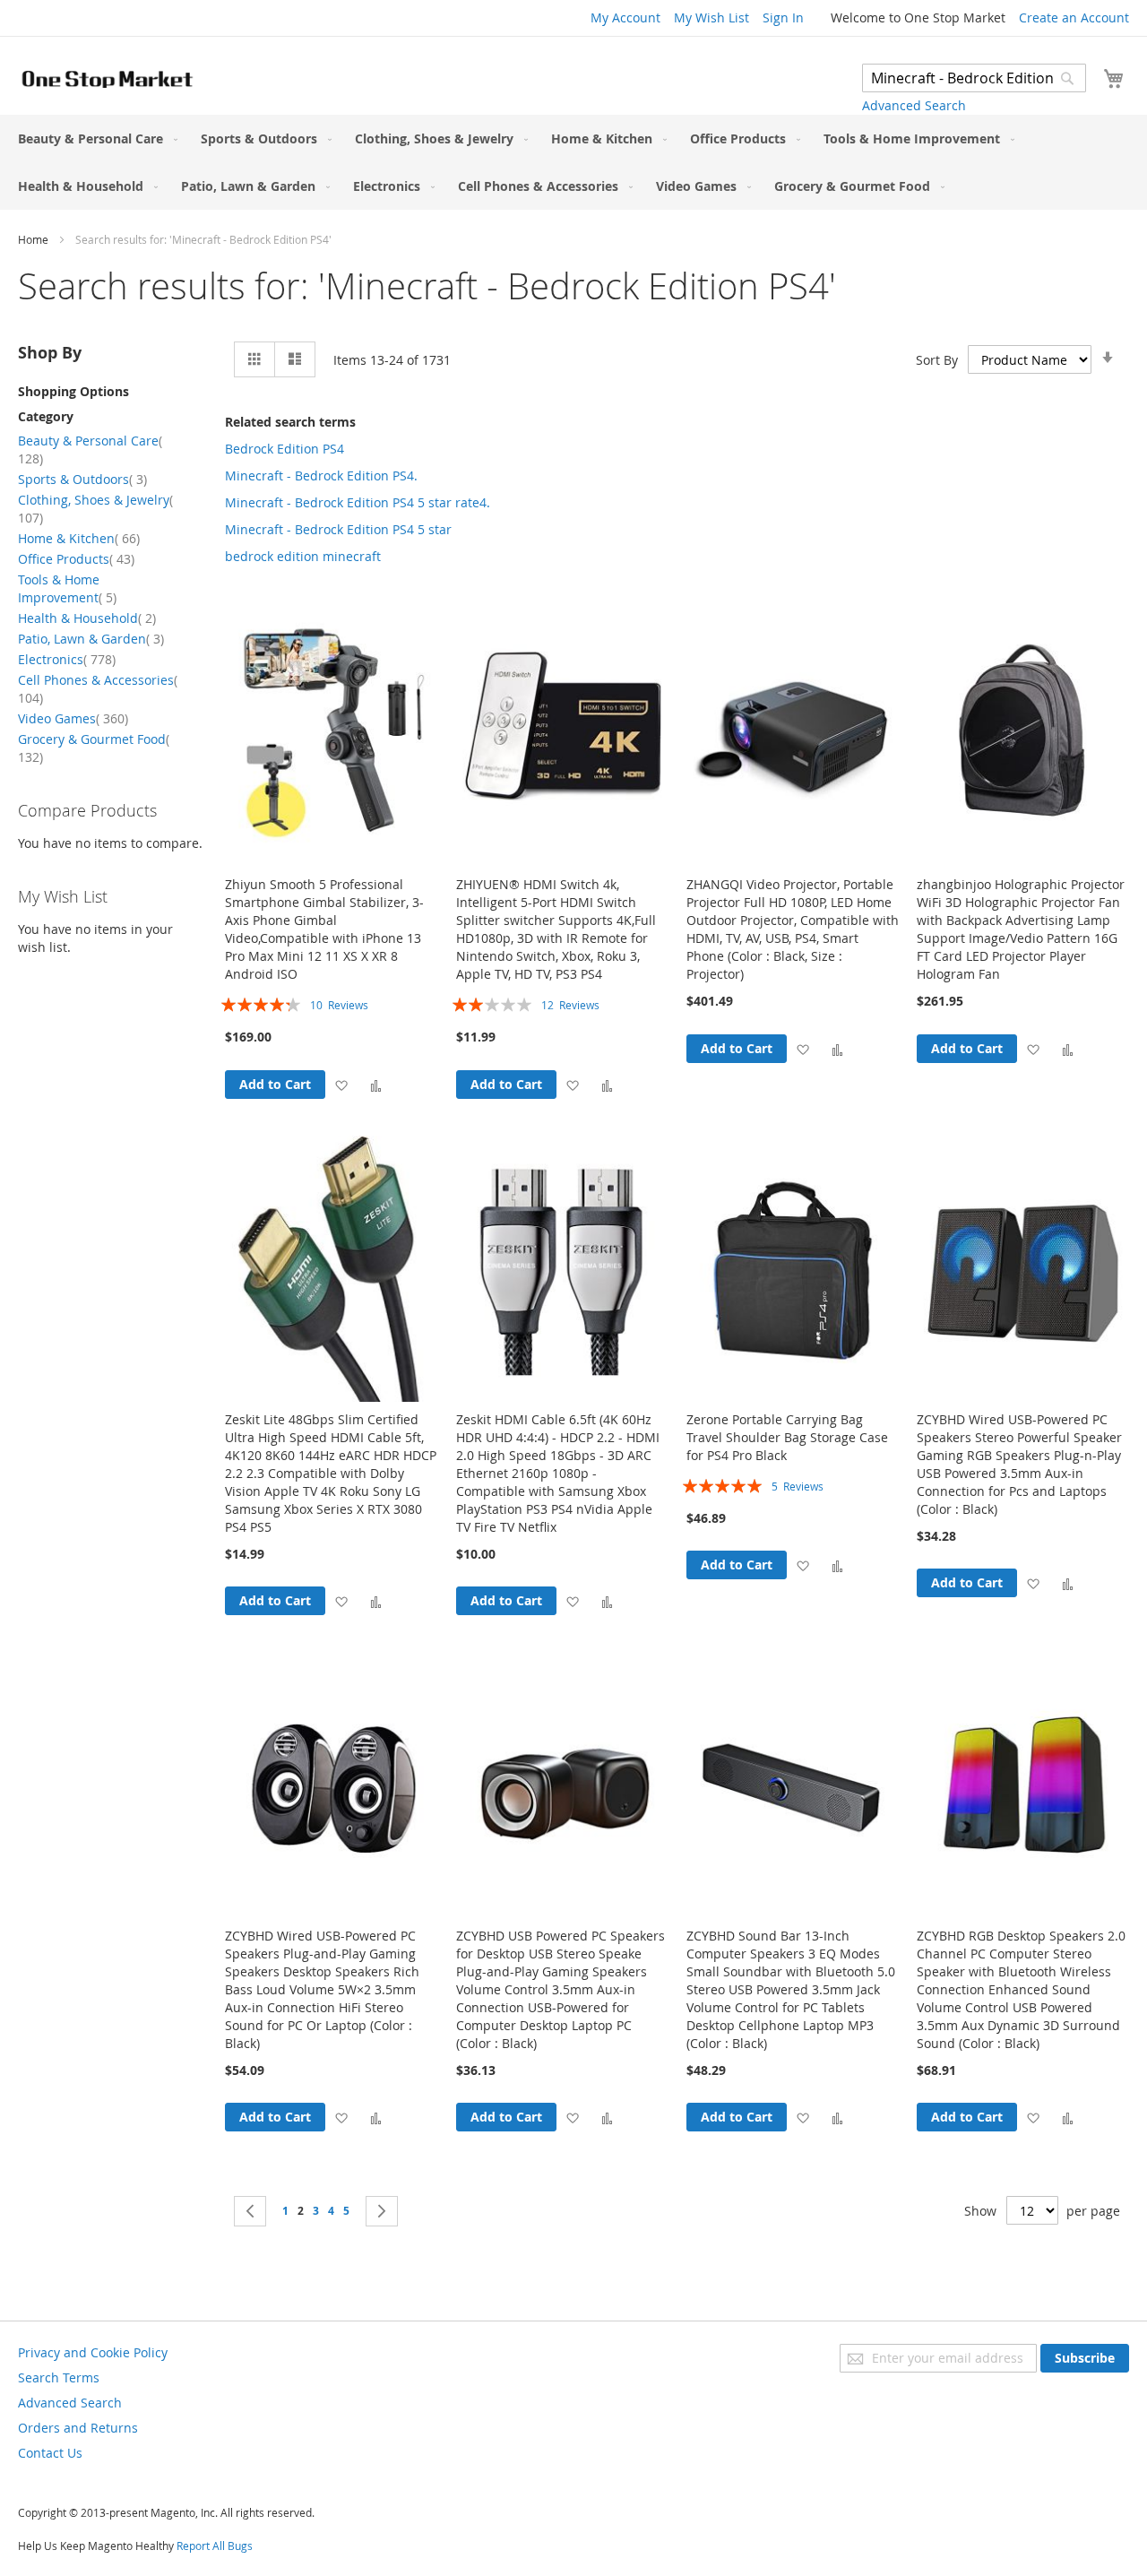 My Account My Wish List Sign In Welcome to One Stop Market Create an Account
One Stop Market
Minecraft - Bedrock Edition
Advanced Search
Beauty & Personal Care Sports & Outdoors Clothing, Shoes & Jewelry Home & Kitchen Office Products Tools & Home Improvement
Health & Household Patio, Lawn & Garden Electronics Cell Phones & Accessories Video Games Grocery & Gourmet Food
Home > Search results for: 'Minecraft - Bedrock Edition PS4'
Search results for: 'Minecraft - Bedrock Edition PS4'
Shop By
Shopping Options
Category
Beauty & Personal Care( 
128)
Sports & Outdoors( 3)
Clothing, Shoes & Jewelry(
107)
Home & Kitchen( 66)
Office Products( 43)
Tools & Home
Improvement( 5)
Health & Household( 2)
Patio, Lawn & Garden( 3)
Electronics( 778)
Cell Phones & Accessories(
104)
Video Games( 360)
Grocery & Gourmet Food(
132)
Compare Products
You have no items to compare.
My Wish List
You have no items in your
wish list.
Items 13-24 of 1731
Sort By Product Name
Related search terms
Bedrock Edition PS4
Minecraft - Bedrock Edition PS4.
Minecraft - Bedrock Edition PS4 5 star rate4.
Minecraft - Bedrock Edition PS4 5 star
bedrock edition minecraft
HDMI Switch
1
2 3 4
5
HDMI 5 to 1 SWITCH
4K
SELECT
Zhiyun Smooth 5 Professional
Smartphone Gimbal Stabilizer, 3-
Axis Phone Gimbal
Video,Compatible with iPhone 13
Pro Max Mini 12 11 XS X XR 8
Android ISO
10 Reviews
$169.00
Add to Cart
ZHIYUEN® HDMI Switch 4k,
Intelligent 5-Port HDMI Switch
Splitter switcher Supports 4K,Full
HD1080p, 3D with IR Remote for
Nintendo Switch, Xbox, Roku 3,
Apple TV, HD TV, PS3 PS4
12 Reviews
$11.99
Add to Cart
ZHANGQI Video Projector, Portable
Projector Full HD 1080P, LED Home
Outdoor Projector, Compatible with
HDMI, TV, AV, USB, PS4, Smart
Phone (Color : Black, Size :
Projector)
$401.49
Add to Cart
zhangbinjoo Holographic Projector
WiFi 3D Holographic Projector Fan
with Backpack Advertising Lamp
Support Image/Vedio Pattern 16G
FT Card LED Projector Player
Hologram Fan
$261.95
Add to Cart
ZESKIT
LITE
HDMI
ZESKIT
CINEMA SERIES
ZESKIT
CINEMA SERIES
FOR PS4 pro
Zeskit Lite 48Gbps Slim Certified
Ultra High Speed HDMI Cable 5ft,
4K120 8K60 144Hz eARC HDR HDCP
2.2 2.3 Compatible with Dolby
Vision Apple TV 4K Roku Sony LG
Samsung Xbox Series X RTX 3080
PS4 PS5
$14.99
Add to Cart
Zeskit HDMI Cable 6.5ft (4K 60Hz
HDR UHD 4:4:4) - HDCP 2.2 - HDMI
2.0 High Speed 18Gbps - 3D ARC
Ethernet 2160p 1080p -
Compatible with Samsung Xbox
PlayStation PS3 PS4 nVidia Apple
TV Fire TV Netflix
$10.00
Add to Cart
Zerone Portable Carrying Bag
Travel Shoulder Bag Storage Case
for PS4 Pro Black
5 Reviews
$46.89
Add to Cart
ZCYBHD Wired USB-Powered PC
Speakers Stereo Powerful Speaker
Gaming RGB Speakers Plug-n-Play
USB Powered 3.5mm Aux-in
Connection for Pcs and Laptops
(Color : Black)
$34.28
Add to Cart
ZCYBHD Wired USB-Powered PC
Speakers Plug-and-Play Gaming
Speakers Desktop Speakers Rich
Bass Loud Volume 5W×2 3.5mm
Aux-in Connection HiFi Stereo
Sound for PC Or Laptop (Color :
Black)
$54.09
Add to Cart
ZCYBHD USB Powered PC Speakers
for Desktop USB Stereo Speake
Plug-and-Play Gaming Speakers
Volume Control 3.5mm Aux-in
Connection USB-Powered for
Computer Desktop Laptop PC
(Color : Black)
$36.13
Add to Cart
ZCYBHD Sound Bar 13-Inch
Computer Speakers 3 EQ Modes
Small Soundbar with Bluetooth 5.0
Stereo USB Powered 3.5mm Jack
Volume Control for PC Tablets
Desktop Cellphone Laptop MP3
(Color : Black)
$48.29
Add to Cart
ZCYBHD RGB Desktop Speakers 2.0
Channel PC Computer Stereo
Speaker with Bluetooth Wireless
Connection Enhanced Sound
Volume Control USB Powered
3.5mm Aux Dynamic 3D Surround
Sound (Color : Black)
$68.91
Add to Cart
1 2 3 4 5
Show 12 per page
Privacy and Cookie Policy
Search Terms
Advanced Search
Orders and Returns
Contact Us
Enter your email address
Subscribe
Copyright © 2013-present Magento, Inc. All rights reserved.
Help Us Keep Magento Healthy Report All Bugs